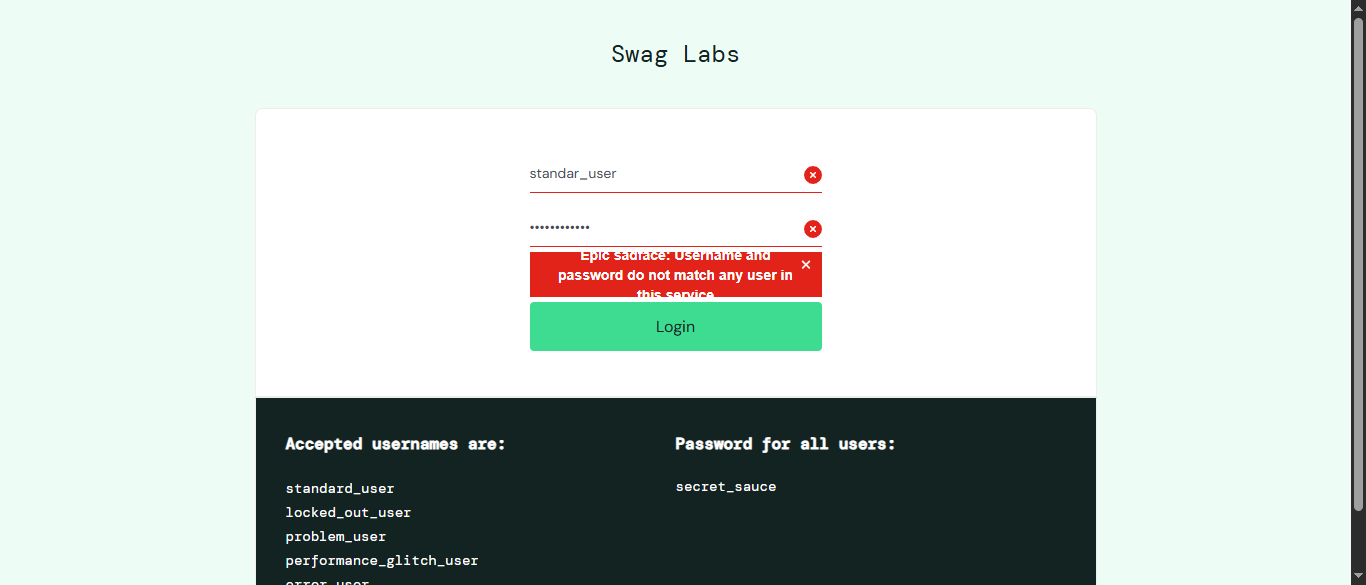 Swag Labs
standar_user
••••••••••••
Epic sadface: Username and
password do not match any user in
this service
Login
Accepted usernames are:
Password for all users:
standard_user
secret_sauce
locked_out_user
problem_user
performance_glitch_user
error_user